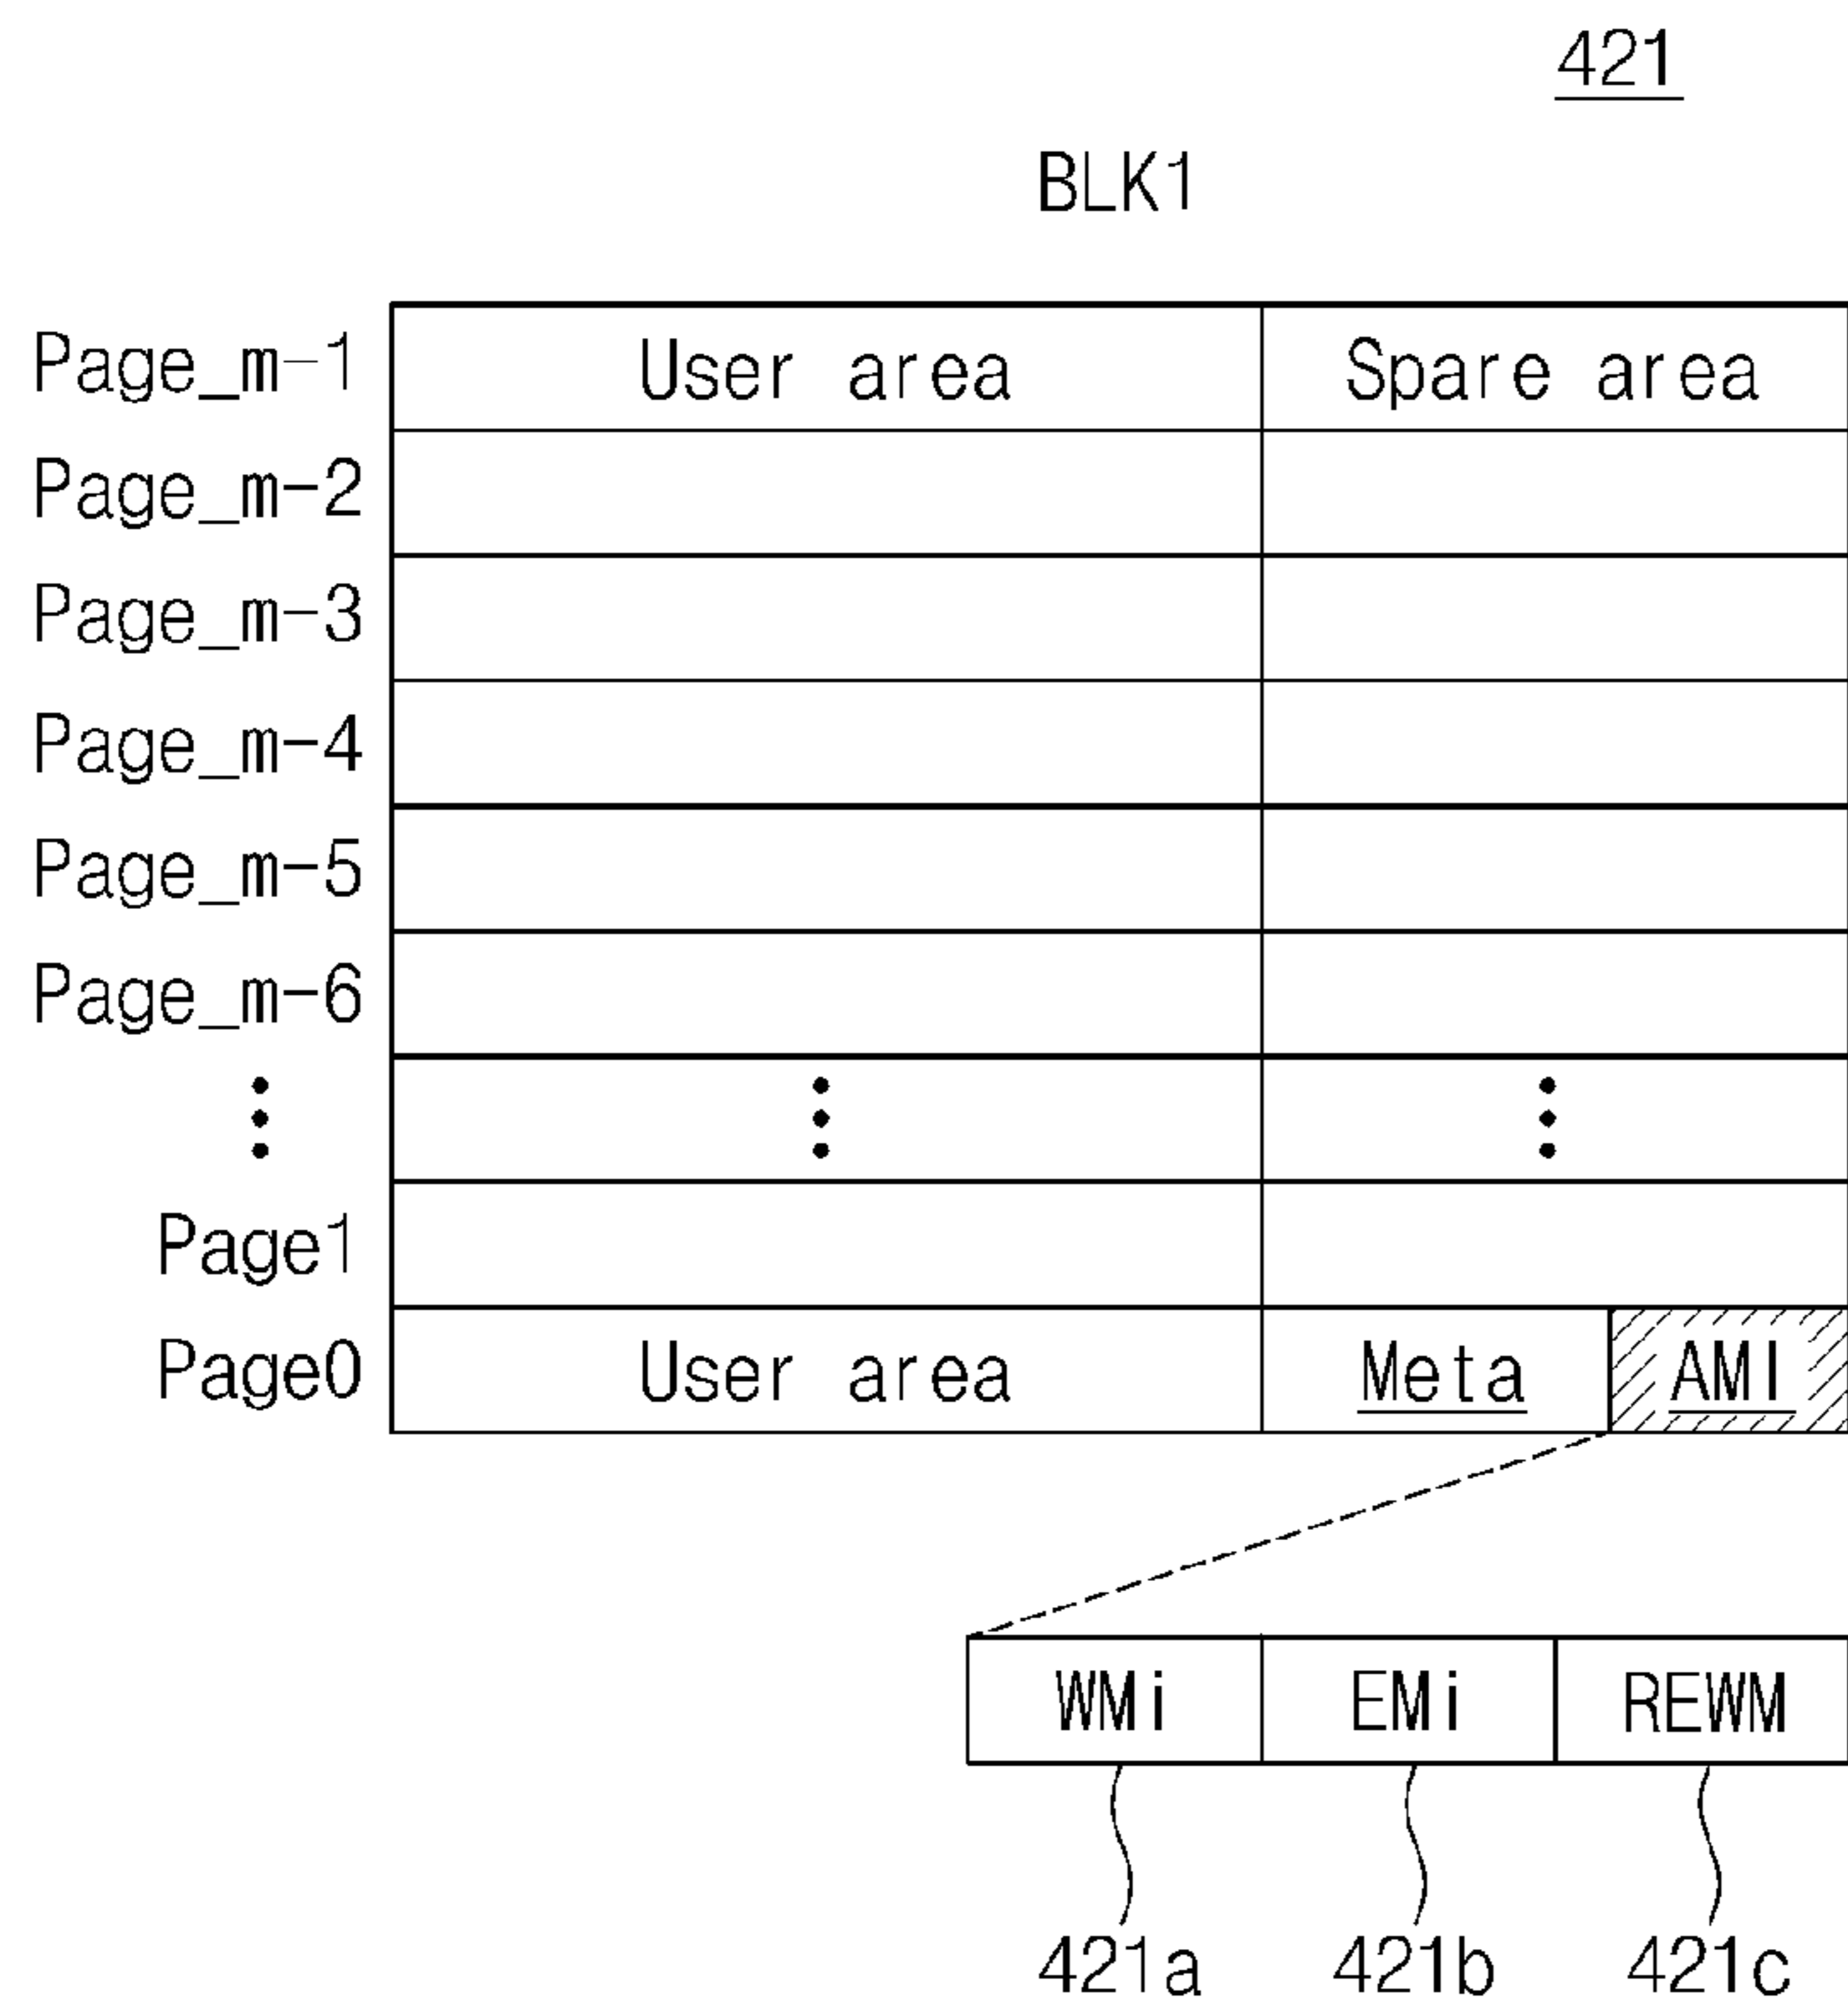 421
BLK1
Page_m-1 User area Spare area
Page_m-2
Page_m-3
Page_m-4
Page_m-5
Page_m-6
Page1
Page0 User area Meta AMI
WMi EMi REWM
421a 421b 421c